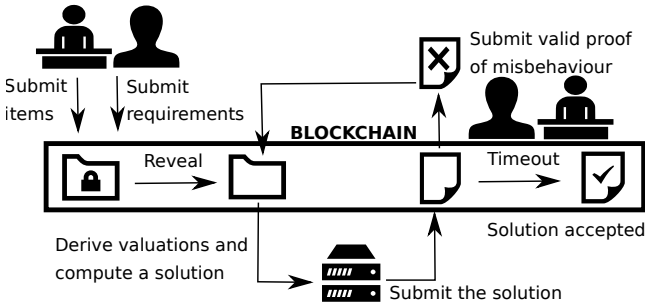 Submit
items
Submit
requirements
Submit valid proof
of misbehaviour
BLOCKCHAIN
Reveal
Timeout
Solution accepted
Derive valuations and
compute a solution
Submit the solution